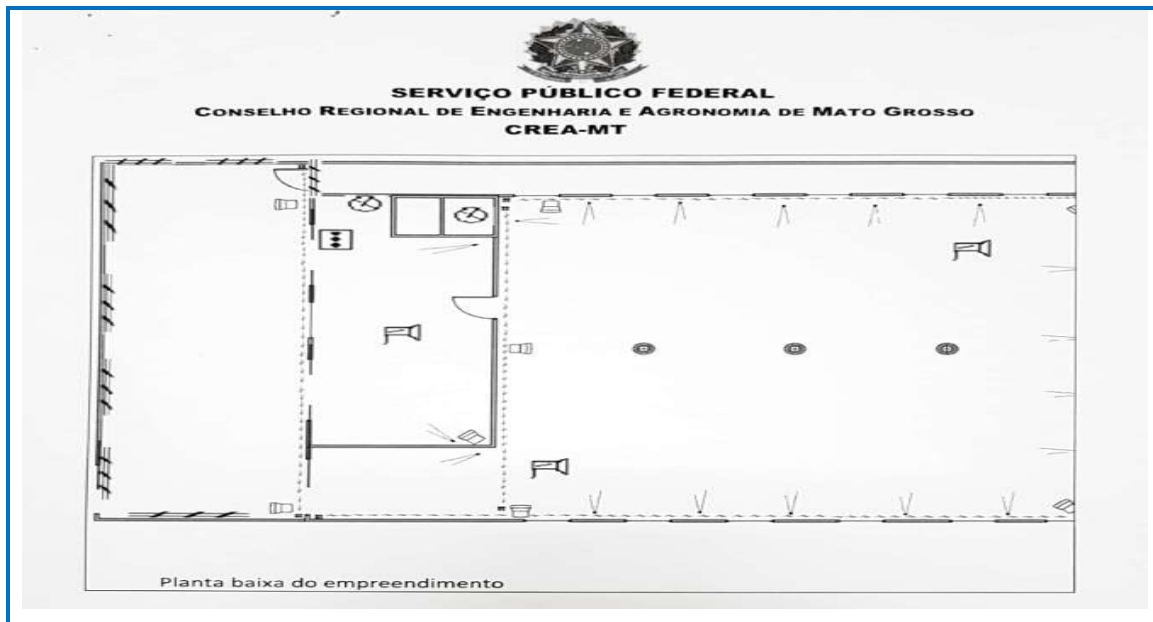 SERVIÇO PÚBLICO FEDERAL
CONSELHO REGIONAL DE ENGENHARIA E AGRONOMIA DE MATO GROSSO
CREA-MT
Planta baixa do empreendimento